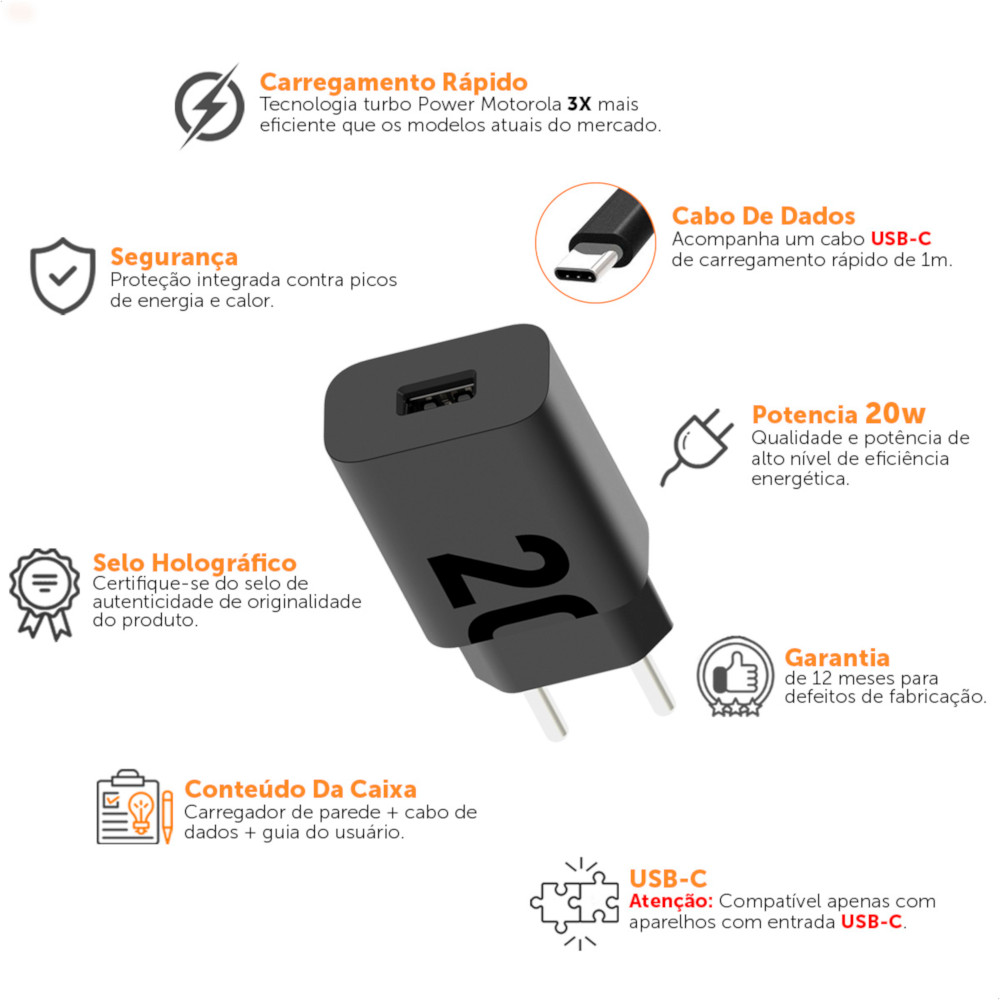 Carregamento Rápido
Tecnologia turbo Power Motorola 3X mais
eficiente que os modelos atuais do mercado.
Cabo De Dados
Acompanha um cabo USB-C
de carregamento rápido de 1m.
Segurança
Proteção integrada contra picos
de energia e calor.
Potencia 20w
Qualidade e potência de
alto nível de eficiência
energética.
20
Selo Holográfico
Certifique-se do selo de
autenticidade de originalidade
do produto.
Garantia
de 12 meses para
defeitos de fabricação.
Conteúdo Da Caixa
Carregador de parede + cabo de
dados + guia do usuário.
USB-C
Atenção: Compatível apenas com
aparelhos com entrada USB-C.